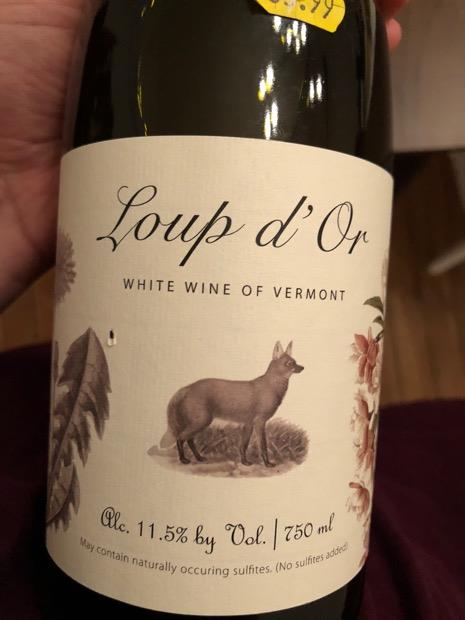 .99
Loup d'Or
WHITE WINE OF VERMONT
Alc. 11.5% by Vol. | 750 ml
May contain naturally occuring sulfites. (No sulfites added)